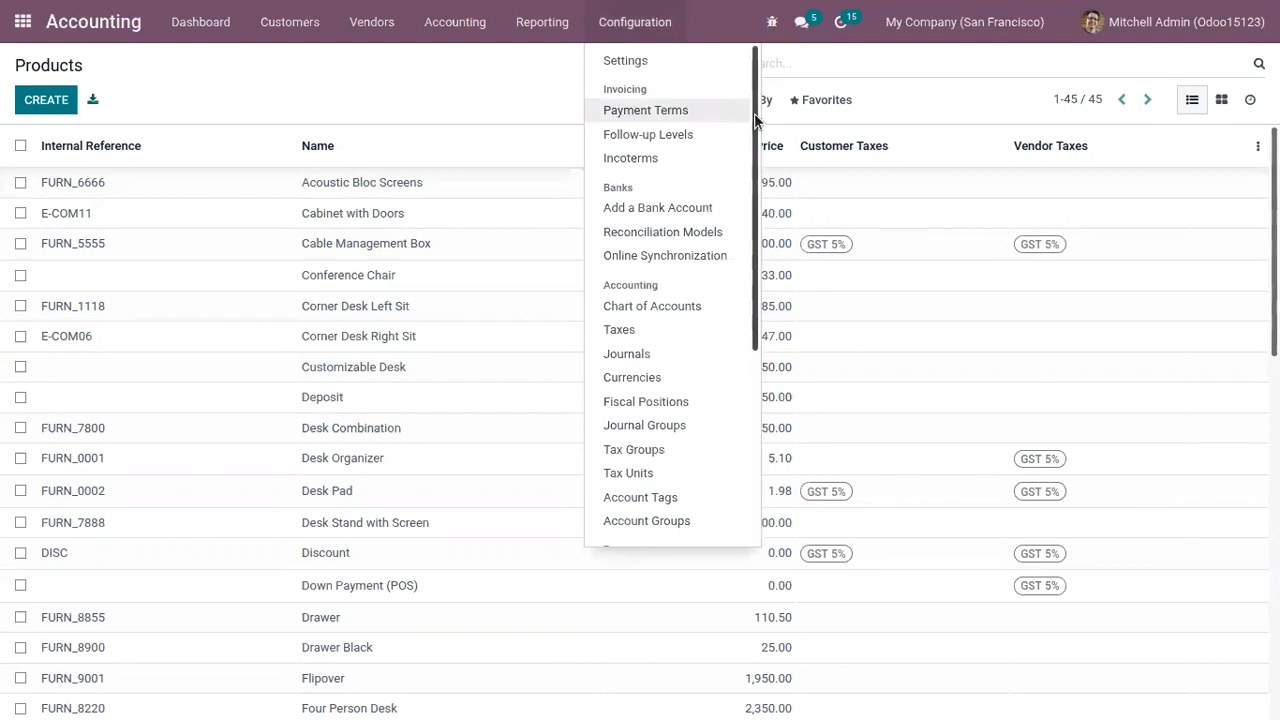 Accounting Dashboard Customers Vendors Accounting Reporting Configuration 5 15 My Company (San Francisco) Mitchell Admin (Odoo15123)
Products
CREATE
By Favorites 1-45 / 45
Settings
Invoicing
Payment Terms
Follow-up Levels
Incoterms
Banks
Add a Bank Account
Reconciliation Models
Online Synchronization
Accounting
Chart of Accounts
Taxes
Journals
Currencies
Fiscal Positions
Journal Groups
Tax Groups
Tax Units
Account Tags
Account Groups
Internal Reference Name Price Customer Taxes Vendor Taxes
FURN_6666 Acoustic Bloc Screens 95.00
E-COM11 Cabinet with Doors 40.00
FURN_5555 Cable Management Box 00.00 GST 5% GST 5%
Conference Chair 33.00
FURN_1118 Corner Desk Left Sit 85.00
E-COM06 Corner Desk Right Sit 47.00
Customizable Desk 50.00
Deposit 50.00
FURN_7800 Desk Combination 50.00
FURN_0001 Desk Organizer 5.10 GST 5%
FURN_0002 Desk Pad 1.98 GST 5% GST 5%
FURN_7888 Desk Stand with Screen 00.00
DISC Discount 0.00 GST 5% GST 5%
Down Payment (POS) 0.00 GST 5%
FURN_8855 Drawer 110.50
FURN_8900 Drawer Black 25.00
FURN_9001 Flipover 1,950.00
FURN_8220 Four Person Desk 2,350.00